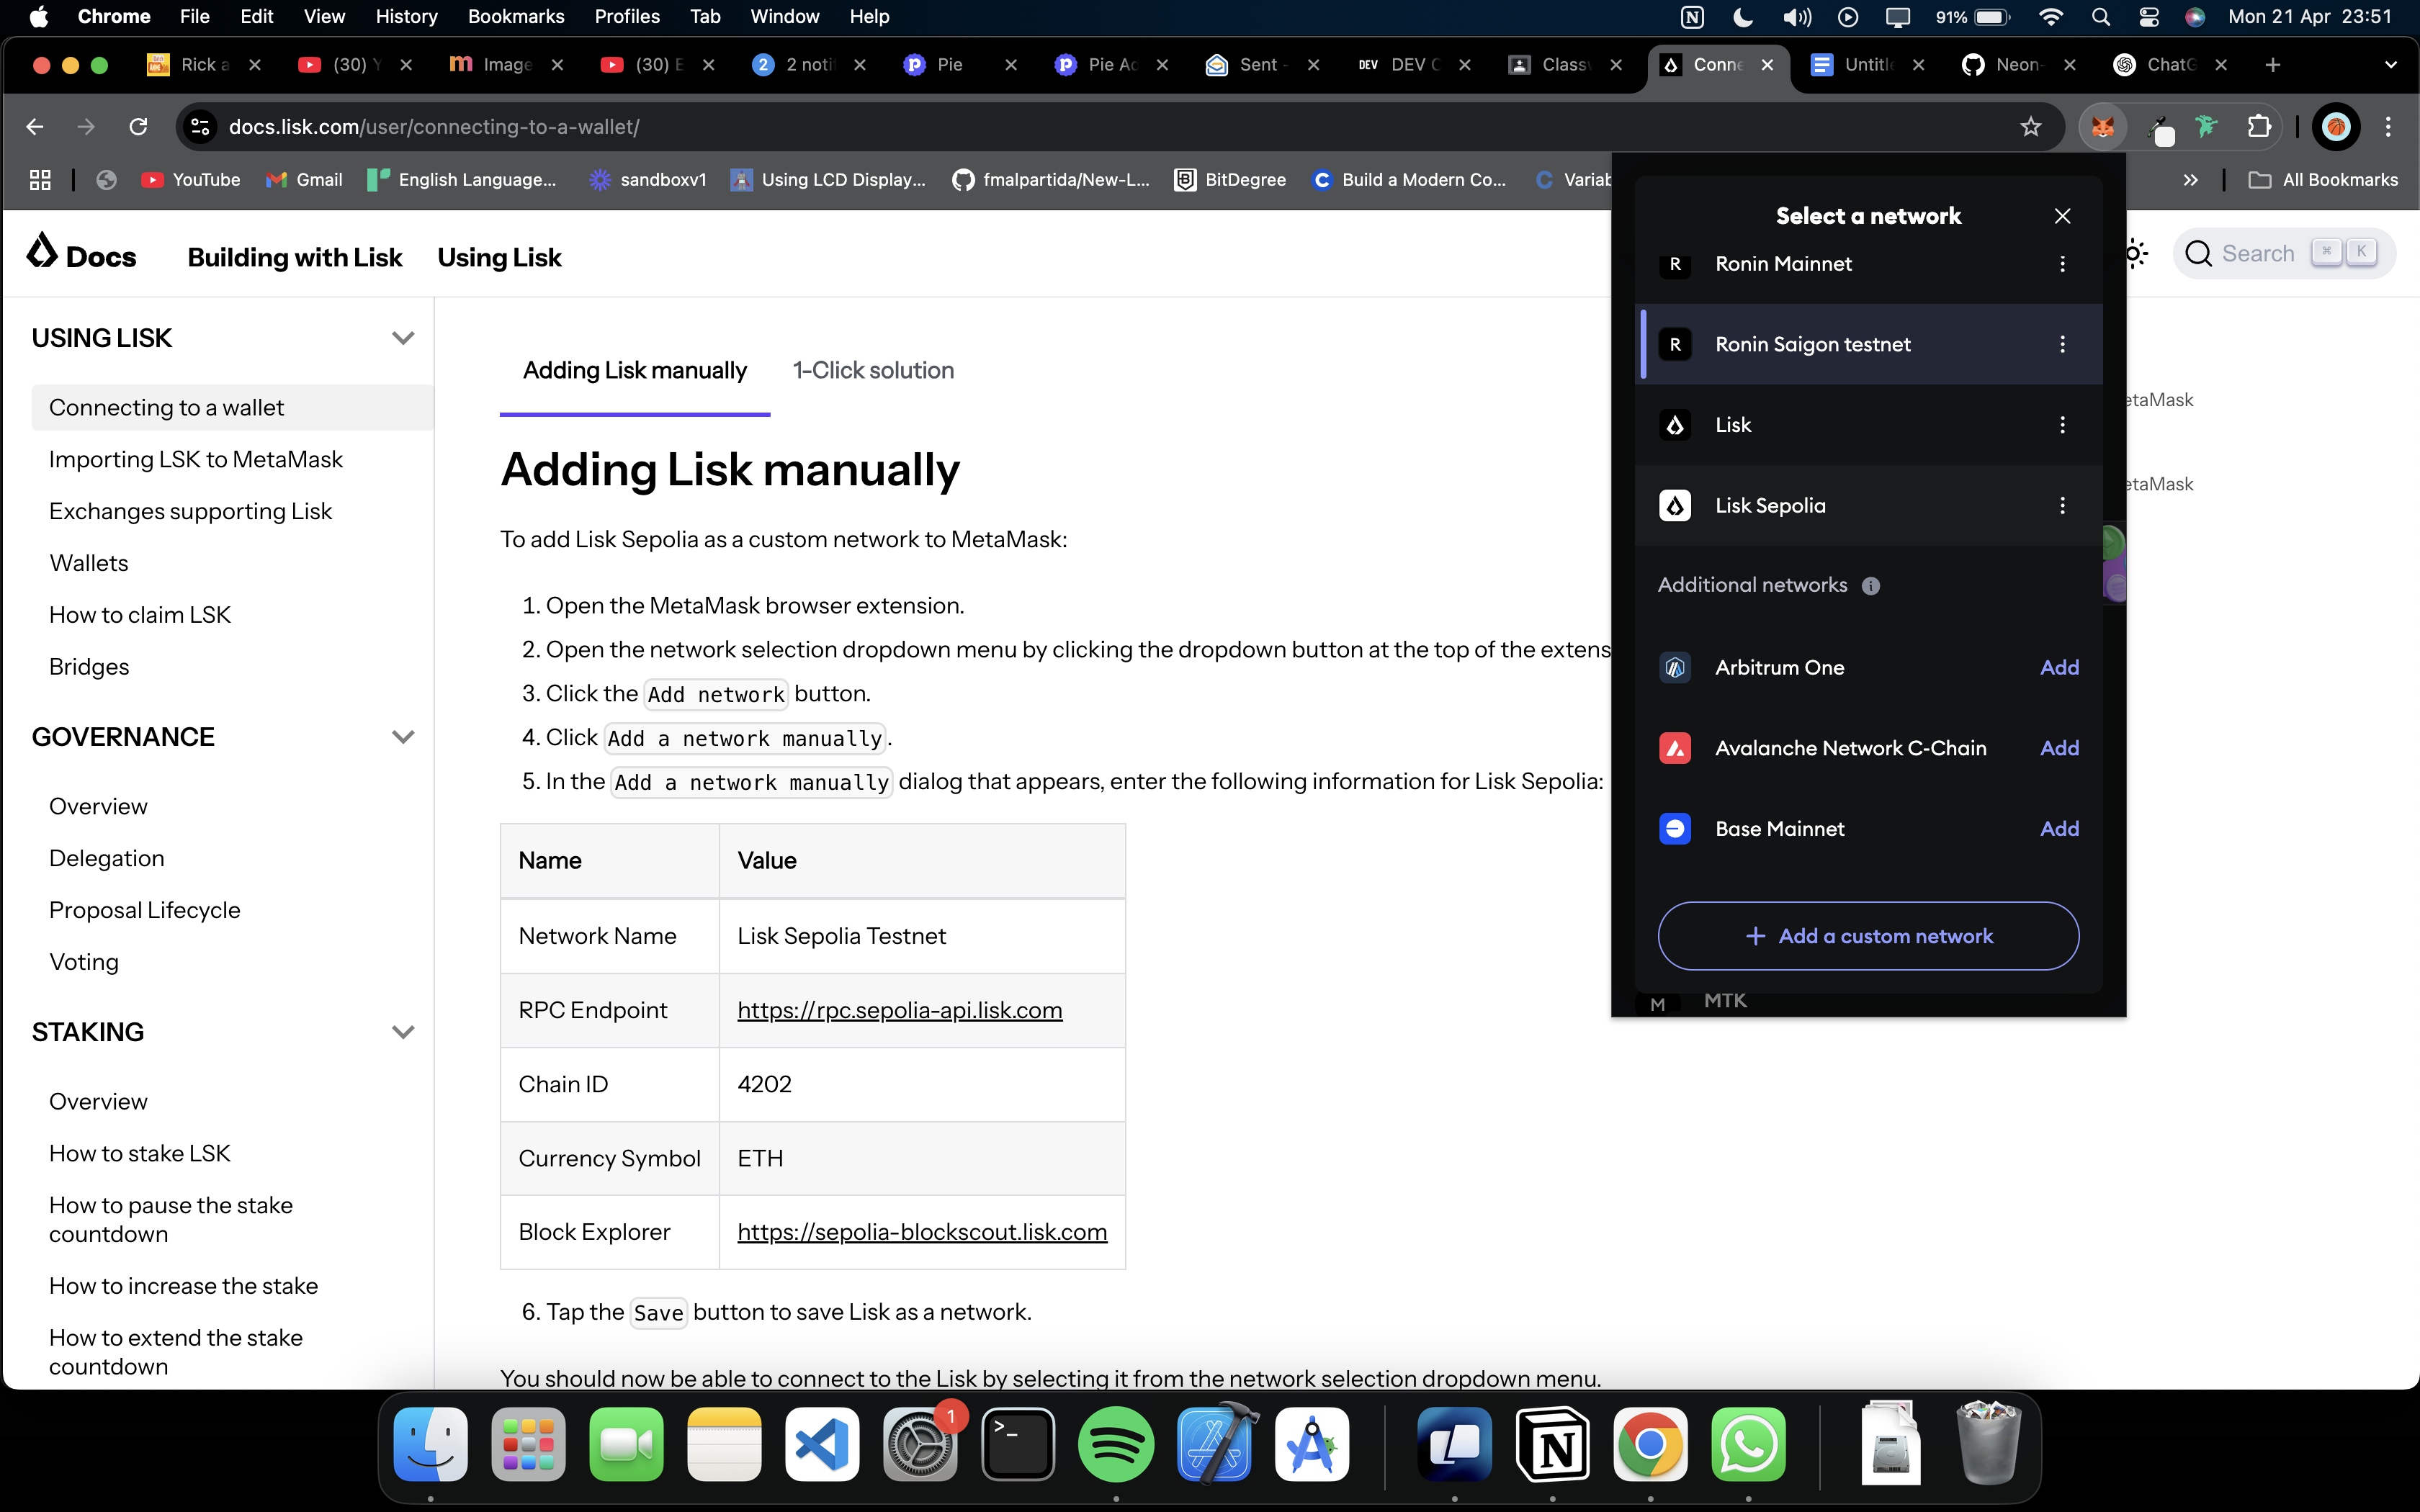 Chrome File Edit View History Bookmarks Profiles Tab Window Help 91% Mon 21 Apr 23:51
Rick a (30) Y Image (30) E 2 noti Pie Pie Ac Sent - DEV DEV C Classv Conne Untitle Neon- ChatG
docs.lisk.com/user/connecting-to-a-wallet/
YouTube Gmail English Language... sandboxv1 Using LCD Display... fmalpartida/New-L... BitDegree Build a Modern Co... Variab All Bookmarks
Docs Building with Lisk Using Lisk Search ⌘ K
USING LISK
Connecting to a wallet
Importing LSK to MetaMask
Exchanges supporting Lisk
Wallets
How to claim LSK
Bridges
GOVERNANCE
Overview
Delegation
Proposal Lifecycle
Voting
STAKING
Overview
How to stake LSK
How to pause the stake
countdown
How to increase the stake
How to extend the stake
countdown
Adding Lisk manually 1-Click solution
Adding Lisk manually
To add Lisk Sepolia as a custom network to MetaMask:
1. Open the MetaMask browser extension.
2. Open the network selection dropdown menu by clicking the dropdown button at the top of the extens
3. Click the Add network button.
4. Click Add a network manually.
5. In the Add a network manually dialog that appears, enter the following information for Lisk Sepolia:
Name Value
Network Name Lisk Sepolia Testnet
RPC Endpoint https://rpc.sepolia-api.lisk.com
Chain ID 4202
Currency Symbol ETH
Block Explorer https://sepolia-blockscout.lisk.com
6. Tap the Save button to save Lisk as a network.
You should now be able to connect to the Lisk by selecting it from the network selection dropdown menu.
Select a network
R Ronin Mainnet
R Ronin Saigon testnet
Lisk
Lisk Sepolia
Additional networks
Arbitrum One Add
Avalanche Network C-Chain Add
Base Mainnet Add
+ Add a custom network
M MTK
etaMask
etaMask
1